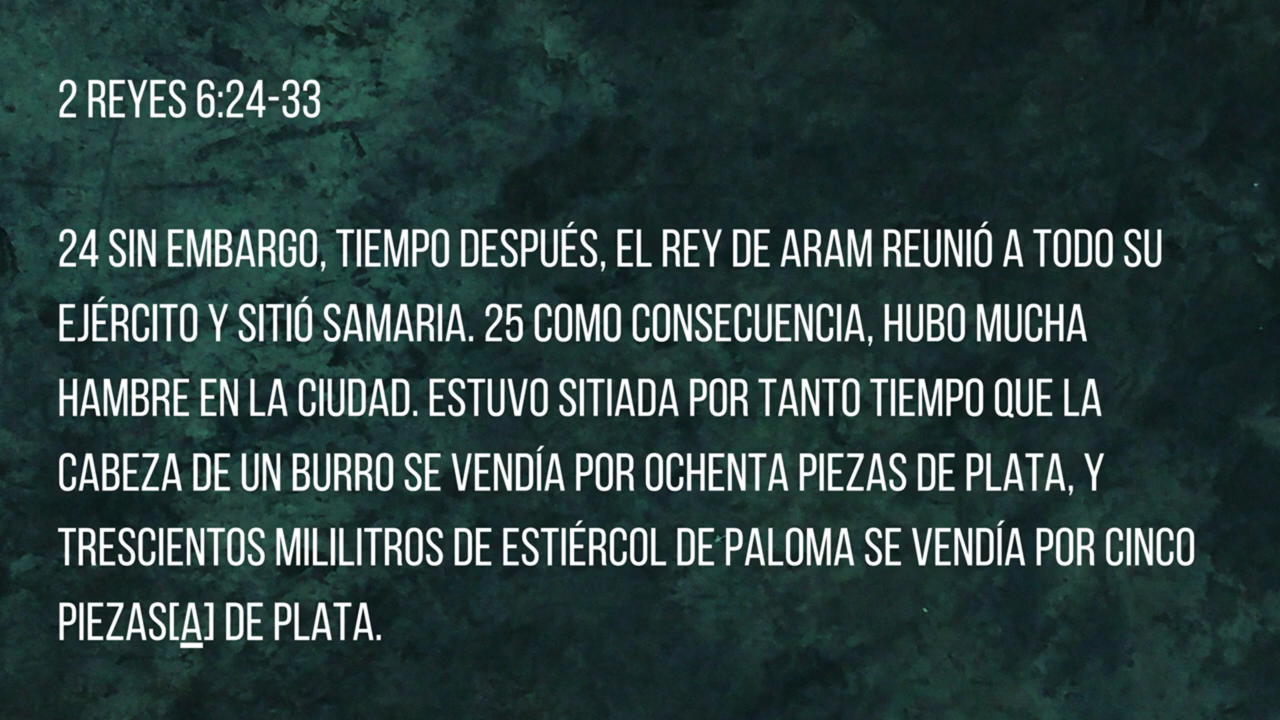 2 REYES 6:24-33
24 SIN EMBARGO, TIEMPO DESPUÉS, EL REY DE ARAM REUNIÓ A TODO SU
EJÉRCITO Y SITIÓ SAMARIA. 25 COMO CONSECUENCIA, HUBO MUCHA
HAMBRE EN LA CIUDAD. ESTUVO SITIADA POR TANTO TIEMPO QUE LA
CABEZA DE UN BURRO SE VENDÍA POR OCHENTA PIEZAS DE PLATA, Y
TRESCIENTOS MILILITROS DE ESTIÉRCOL DE PALOMA SE VENDÍA POR CINCO
PIEZAS[A] DE PLATA.